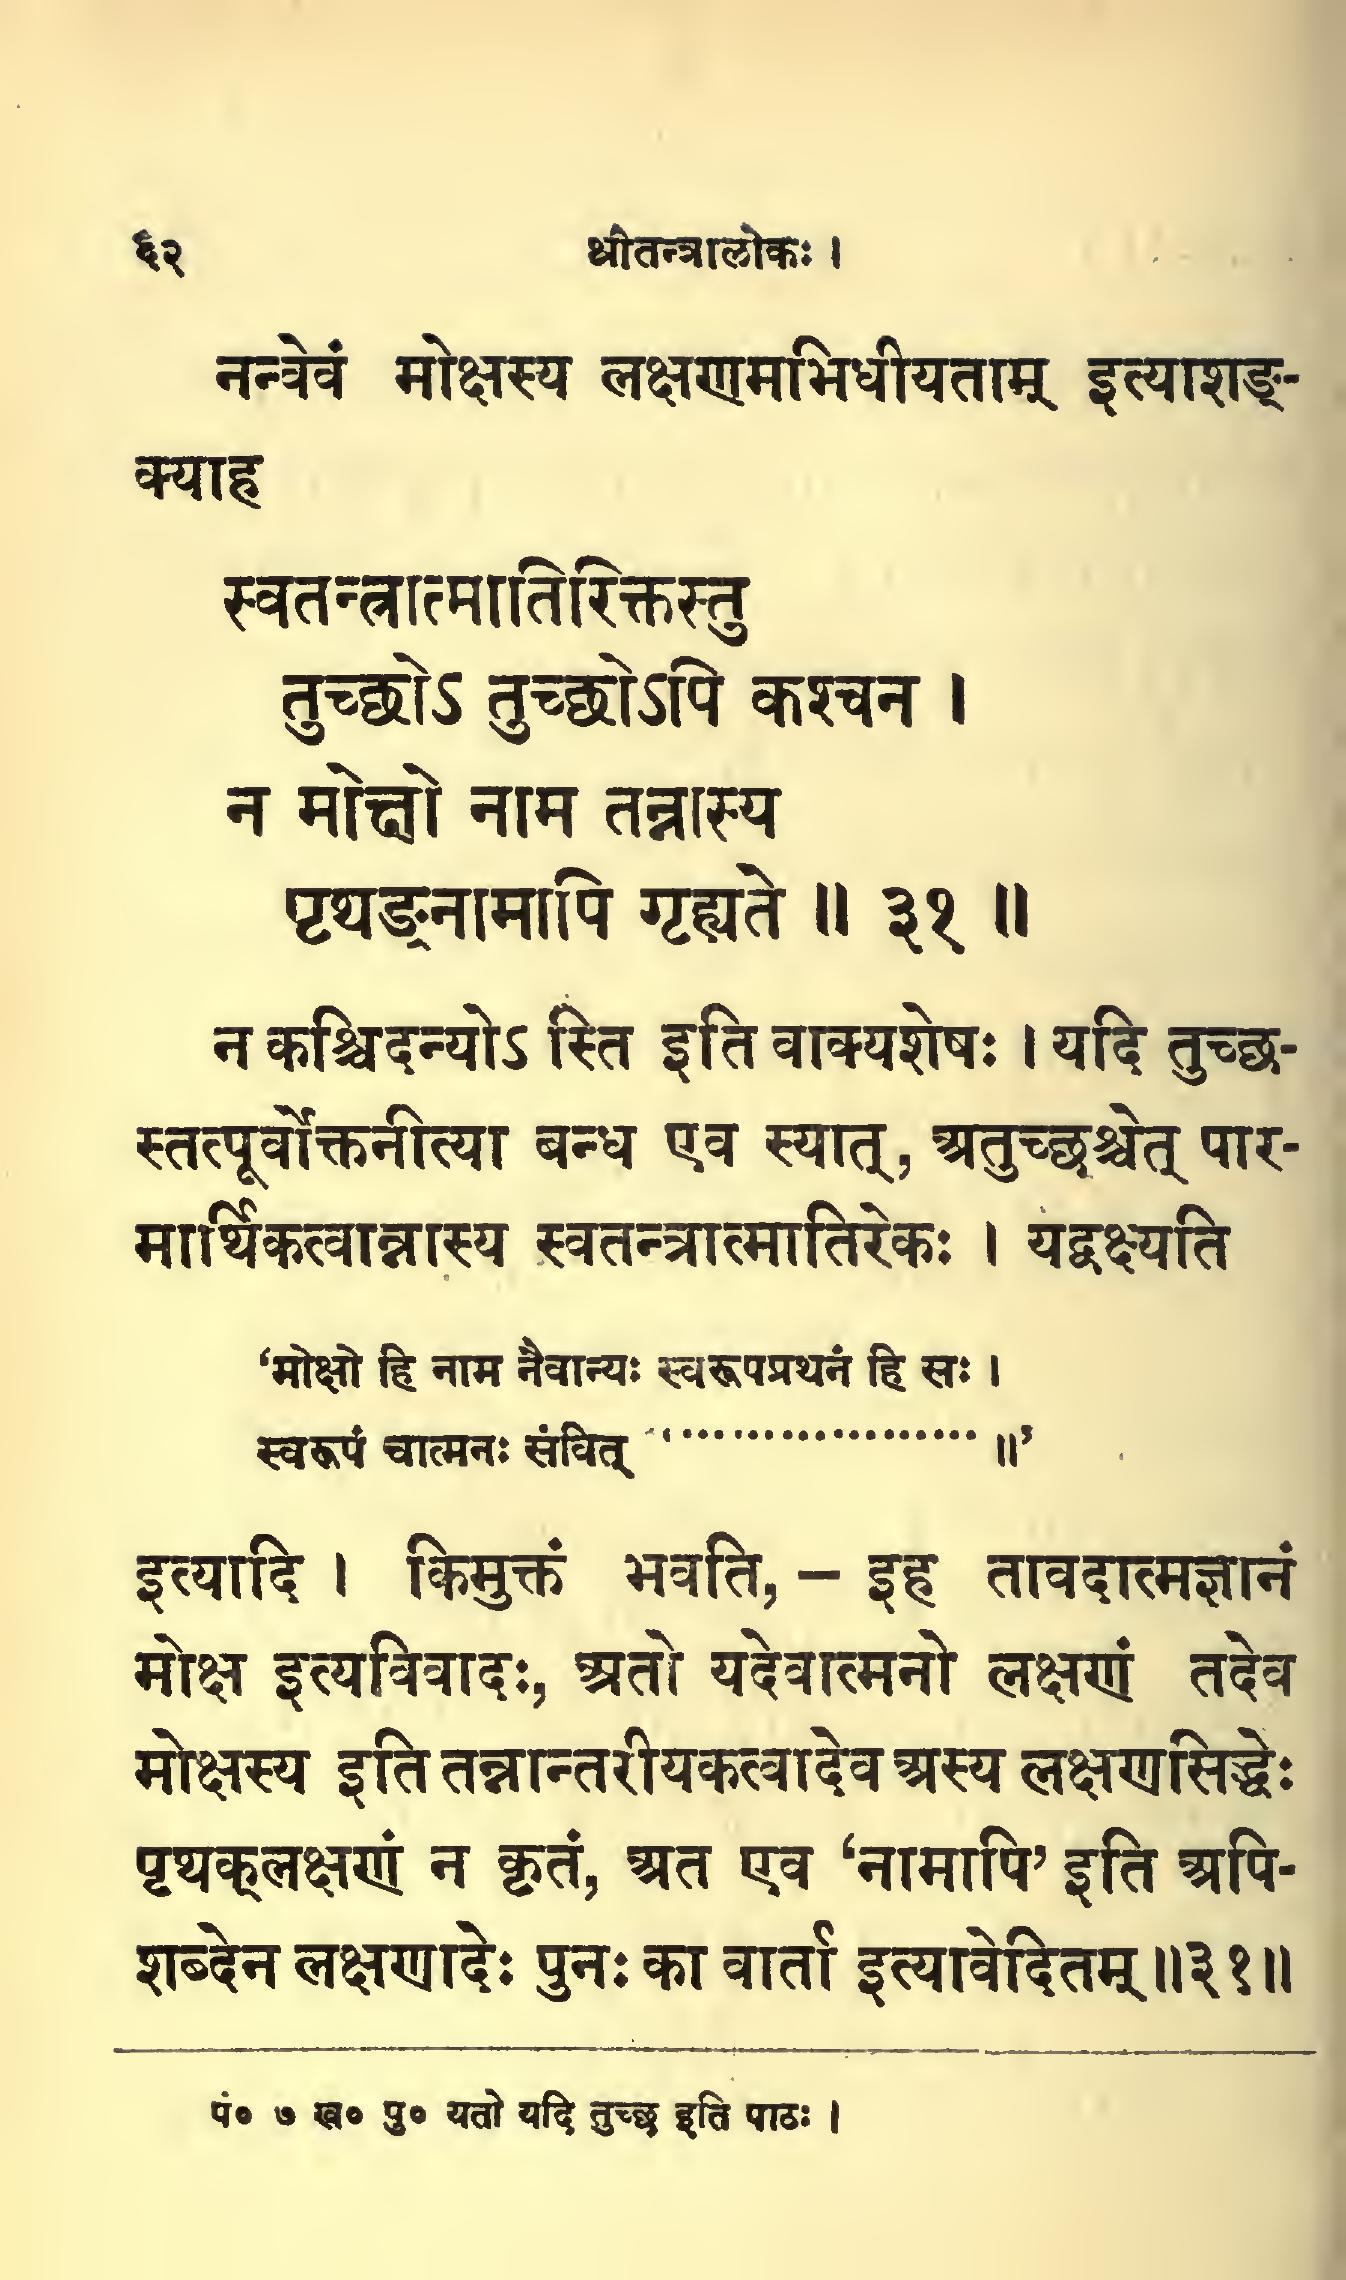 ६२ श्रीतन्त्रालोकः ।
नन्वेवं मोक्षस्य लक्षणमभिधीयताम् इत्याशङ्-
क्याह
स्वतन्त्रात्मातिरिक्तस्तु
तुच्छोऽ तुच्छोऽपि कश्चन ।
न मोक्षो नाम तन्नास्य
पृथङ्नामापि गृह्यते ॥ ३१ ॥
न कश्चिदन्योऽ स्ति इति वाक्यशेषः । यदि तुच्छ-
स्तत्पूर्वोक्तनीत्या बन्ध एव स्यात्, अतुच्छश्चेत् पार-
मार्थिकत्वान्नास्य स्वतन्त्रात्मातिरेकः । यद्वक्ष्यति
‘मोक्षो हि नाम नैवान्यः स्वरूपप्रथनं हि सः ।
स्वरूपं चात्मनः संवित् ···················· ॥’
इत्यादि । किमुक्तं भवति, – इह तावदात्मज्ञानं
मोक्ष इत्यविवादः, अतो यदेवात्मनो लक्षणं तदेव
मोक्षस्य इति तन्नान्तरीयकत्वादेव अस्य लक्षणसिद्धेः
पृथक्लक्षणं न कृतं, अत एव ‘नामापि’ इति अपि-
शब्देन लक्षणादेः पुनः का वार्ता इत्यावेदितम् ॥३१॥
पं० ७ ख० पु० यतो यदि तुच्छ इति पाठः ।